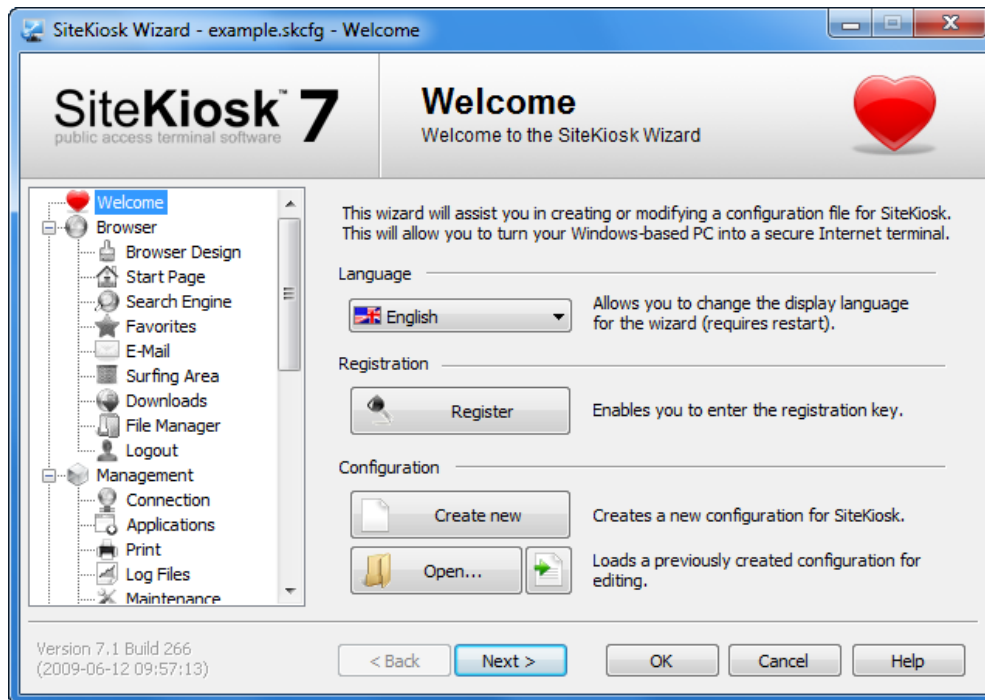 SiteKiosk Wizard - example.skcfg - Welcome
SiteKiosk™ 7
public access terminal software
Welcome
Welcome to the SiteKiosk Wizard
Welcome
Browser
Browser Design
Start Page
Search Engine
Favorites
E-Mail
Surfing Area
Downloads
File Manager
Logout
Management
Connection
Applications
Print
Log Files
Maintenance
This wizard will assist you in creating or modifying a configuration file for SiteKiosk.
This will allow you to turn your Windows-based PC into a secure Internet terminal.
Language
English
Allows you to change the display language
for the wizard (requires restart).
Registration
Register
Enables you to enter the registration key.
Configuration
Create new
Creates a new configuration for SiteKiosk.
Open...
Loads a previously created configuration for
editing.
Version 7.1 Build 266
(2009-06-12 09:57:13)
< Back
Next >
OK
Cancel
Help